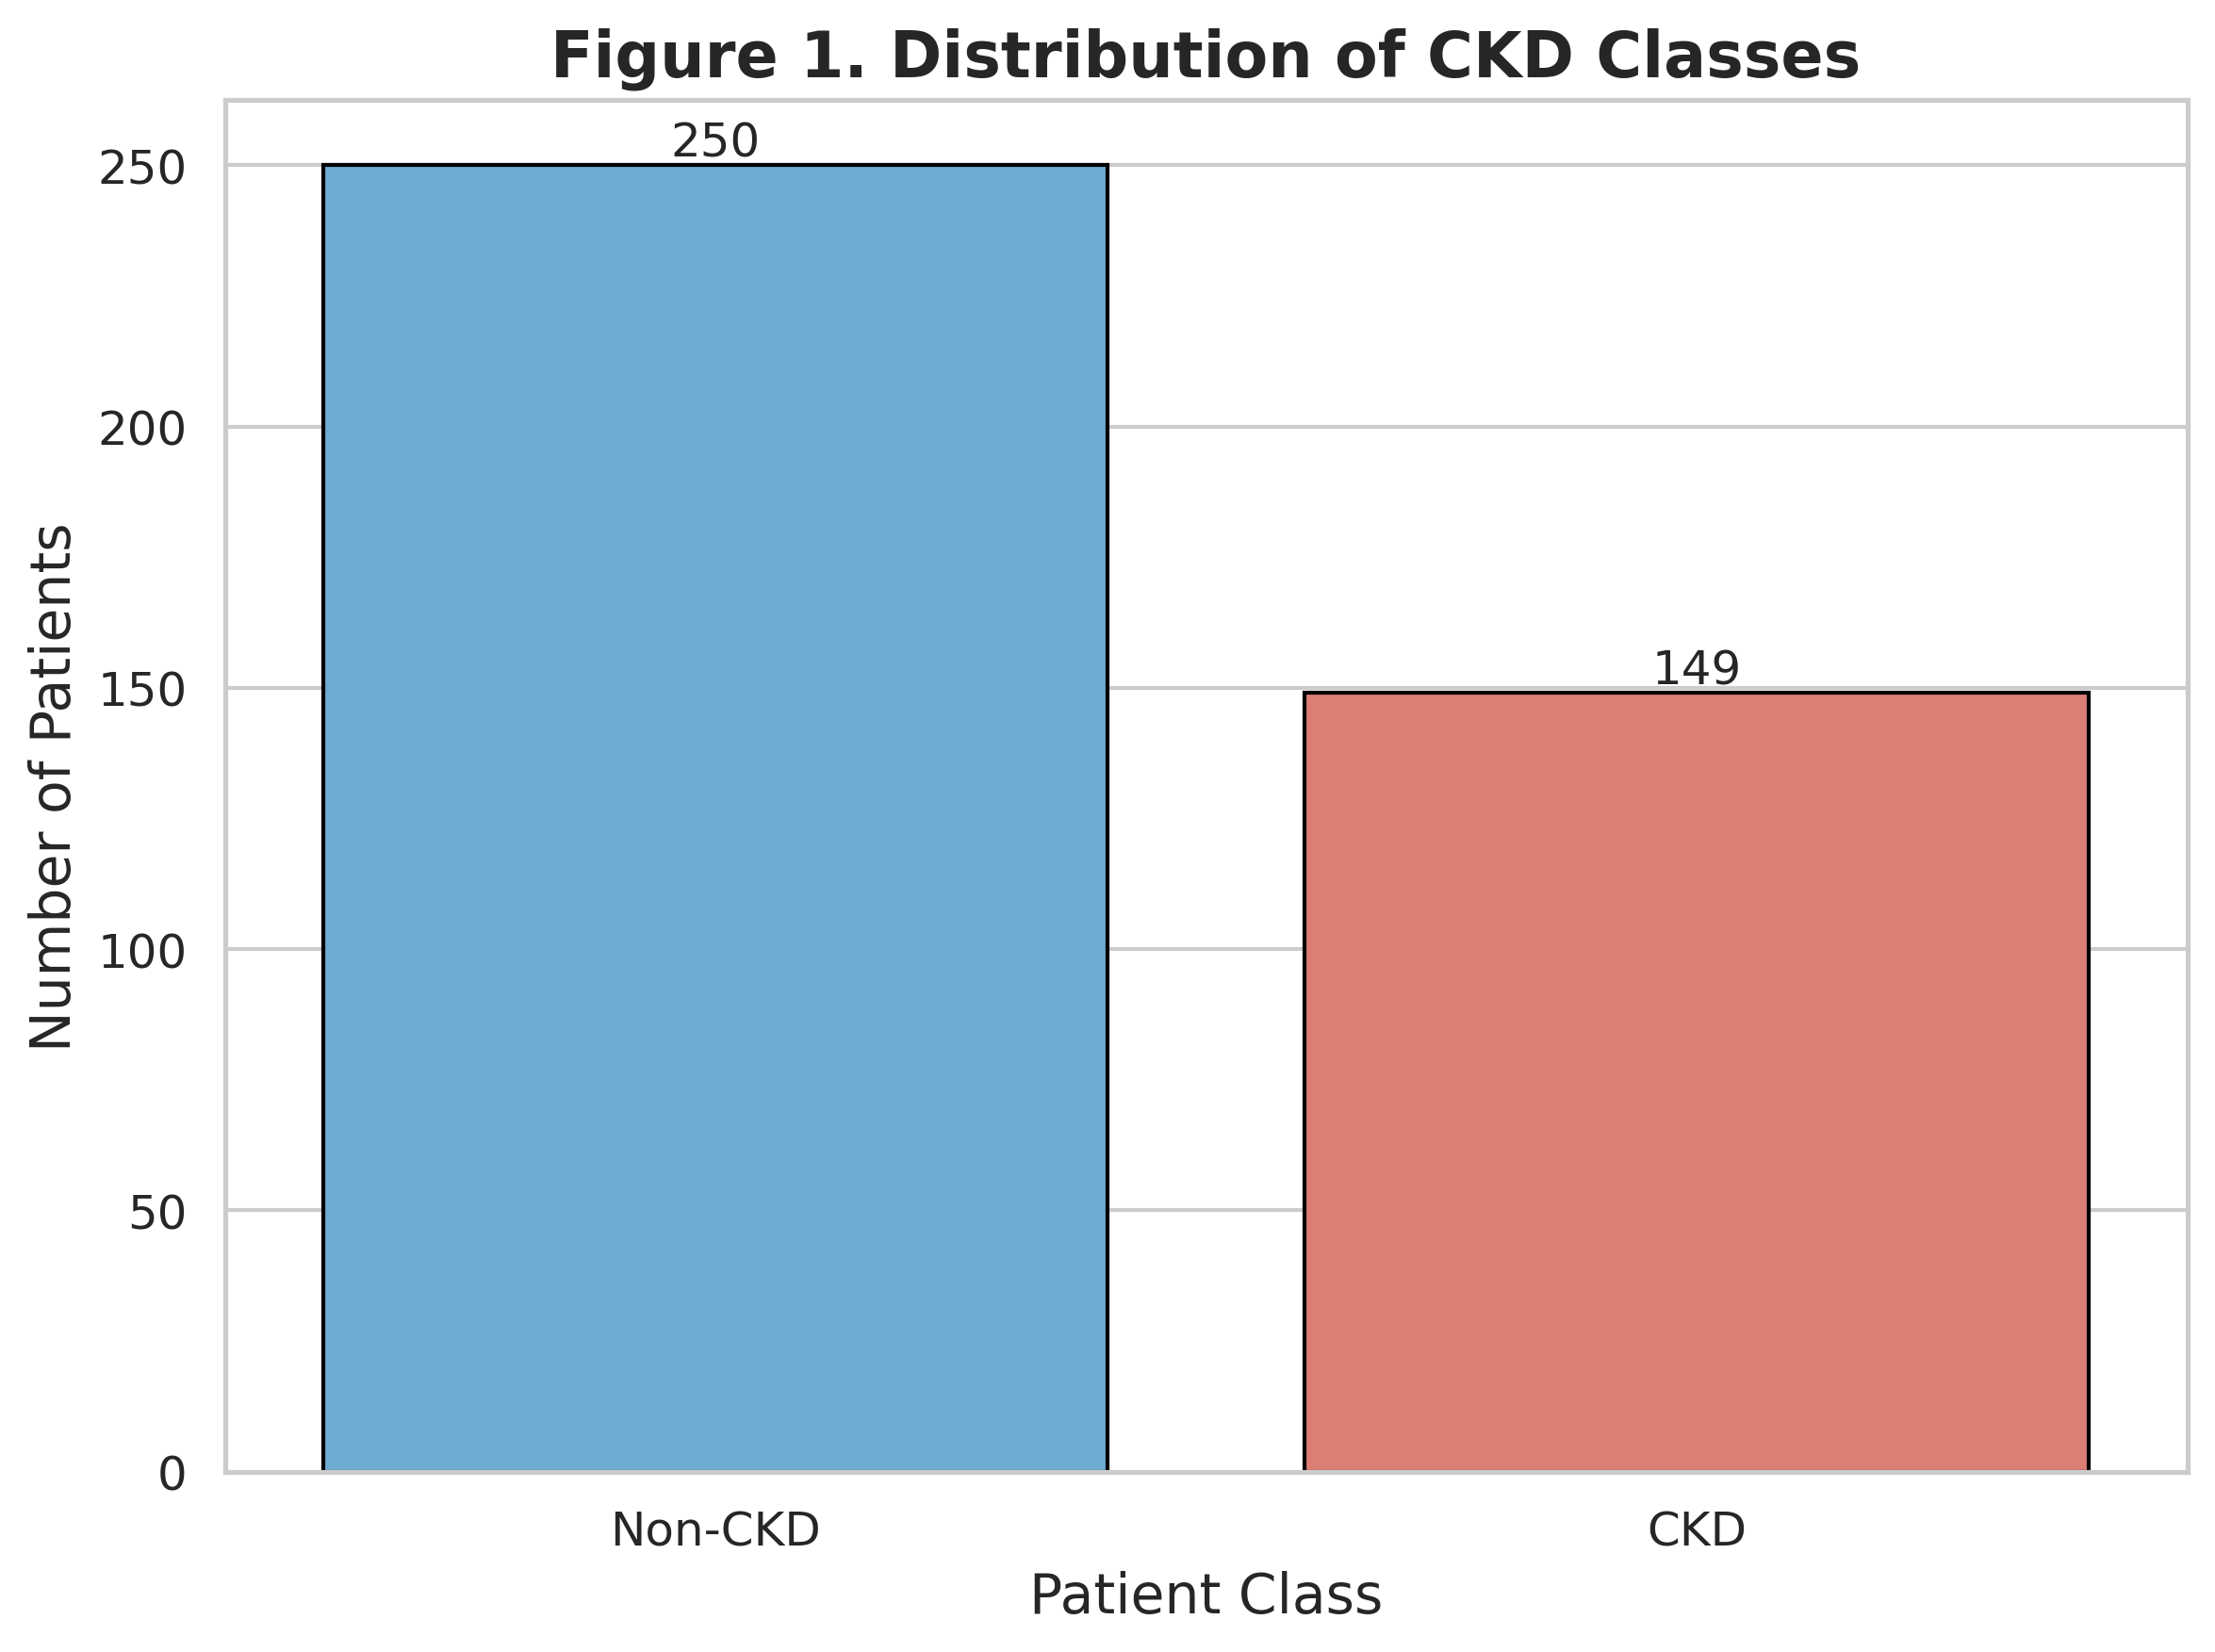 Figure 1. Distribution of CKD Classes
250
250
200
150
149
100
50
0
Number of Patients
Non-CKD
CKD
Patient Class